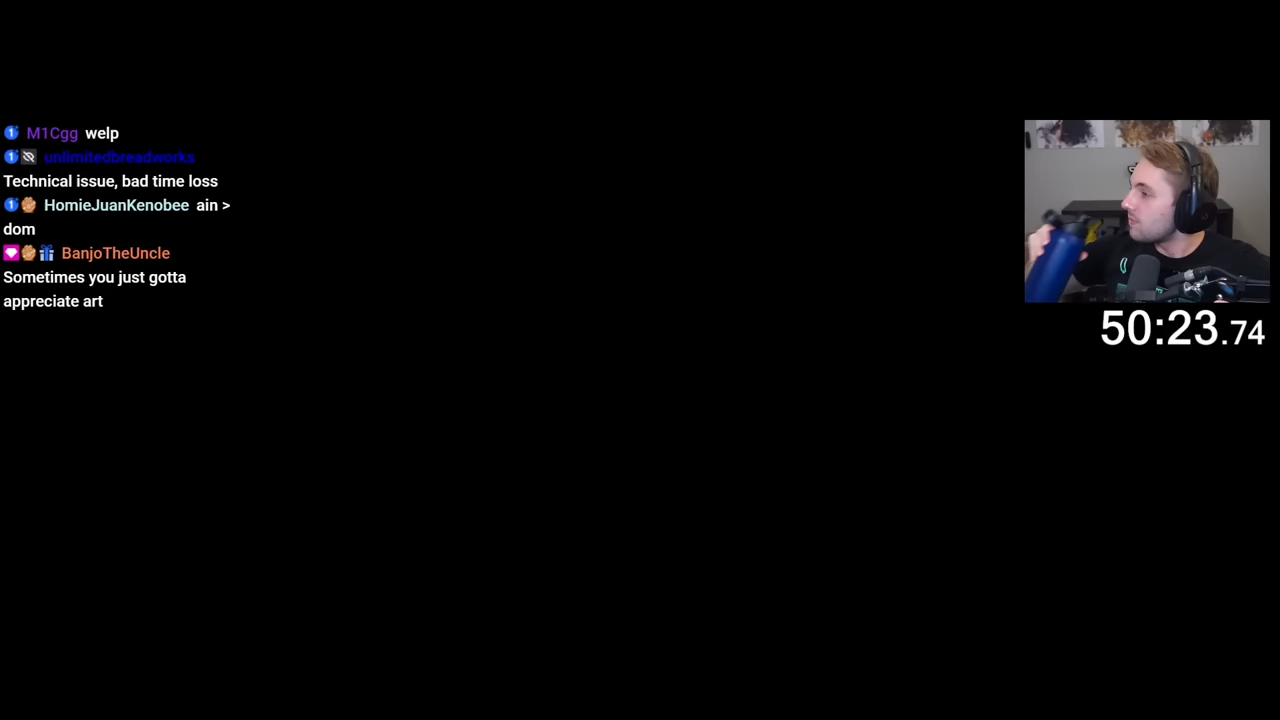 M1Cgg welp
unlimitedbreadworks
Technical issue, bad time loss
HomieJuanKenobee ain >
dom
BanjoTheUncle
Sometimes you just gotta
appreciate art
50:23.74